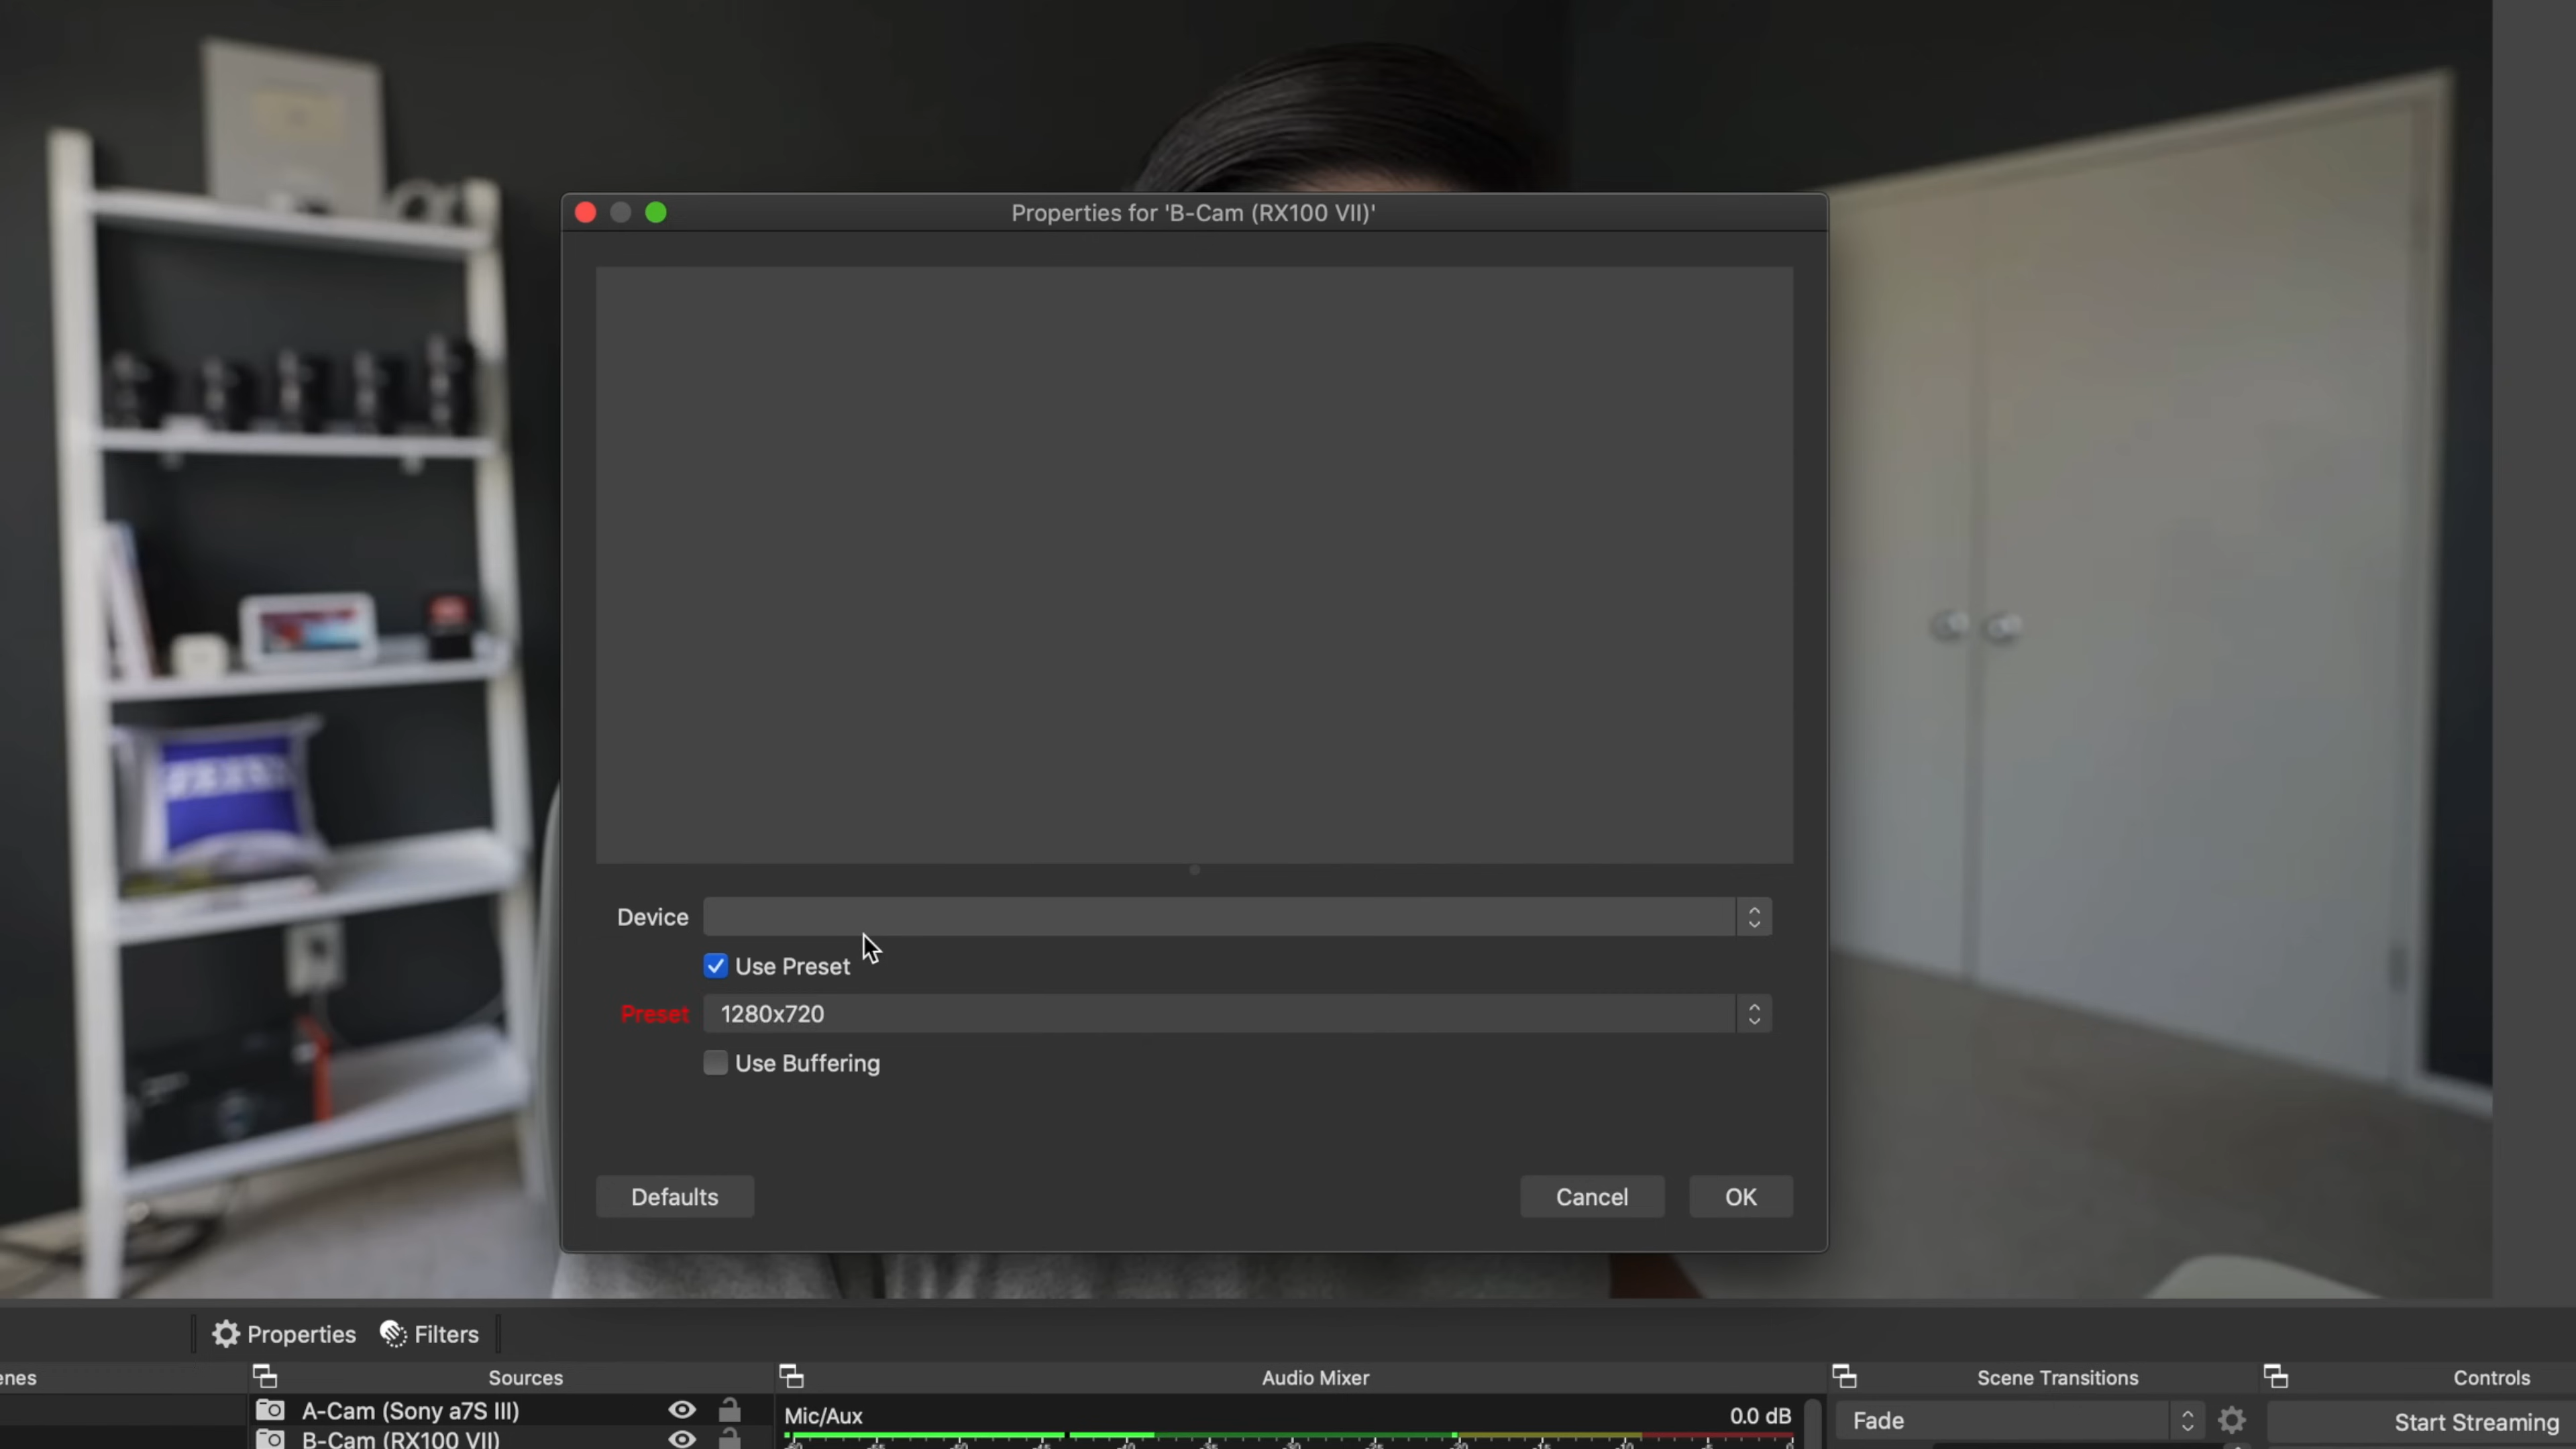 Properties for 'B-Cam (RX100 VII)'
Device
Use Preset
Preset 1280x720
Use Buffering
Defaults Cancel OK
Properties Filters
enes Sources Audio Mixer Scene Transitions Controls
A-Cam (Sony a7S III) Mic/Aux 0.0 dB Fade Start Streaming
B-Cam (RX100 VII)